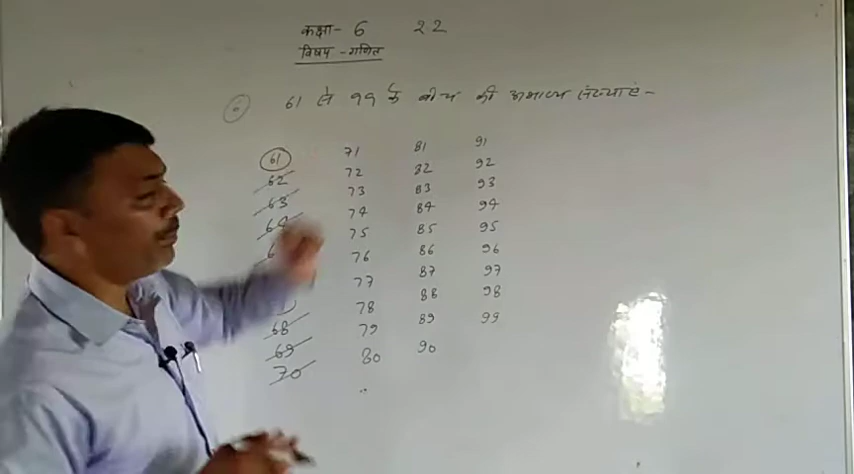 कक्षा- 6 22
विषय - गणित
61 से 99 के बीच की अभाज्य संख्याएं-
61 71 81 91
62 72 82 92
63 73 83 93
64 74 84 94
75 85 95
76 86 96
77 87 97
78 88 98
68 79 89 99
69 80 90
70